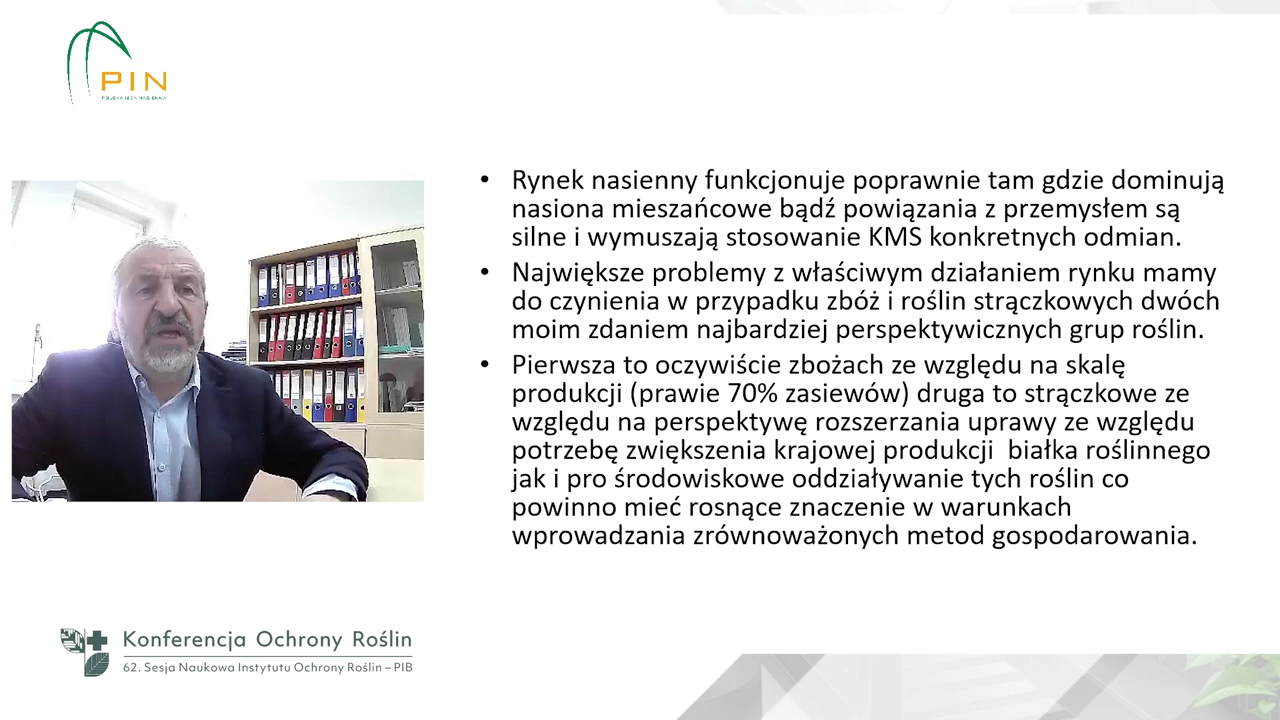 PIN
POLSKA IZBA NASIENNA
• Rynek nasienny funkcjonuje poprawnie tam gdzie dominują
nasiona mieszańcowe bądź powiązania z przemysłem są
silne i wymuszają stosowanie KMS konkretnych odmian.
• Największe problemy z właściwym działaniem rynku mamy
do czynienia w przypadku zbóż i roślin strączkowych dwóch
moim zdaniem najbardziej perspektywicznych grup roślin.
• Pierwsza to oczywiście zbożach ze względu na skalę
produkcji (prawie 70% zasiewów) druga to strączkowe ze
względu na perspektywę rozszerzania uprawy ze względu
potrzebę zwiększenia krajowej produkcji  białka roślinnego
jak i pro środowiskowe oddziaływanie tych roślin co
powinno mieć rosnące znaczenie w warunkach
wprowadzania zrównoważonych metod gospodarowania.
Konferencja Ochrony Roślin
62. Sesja Naukowa Instytutu Ochrony Roślin – PIB